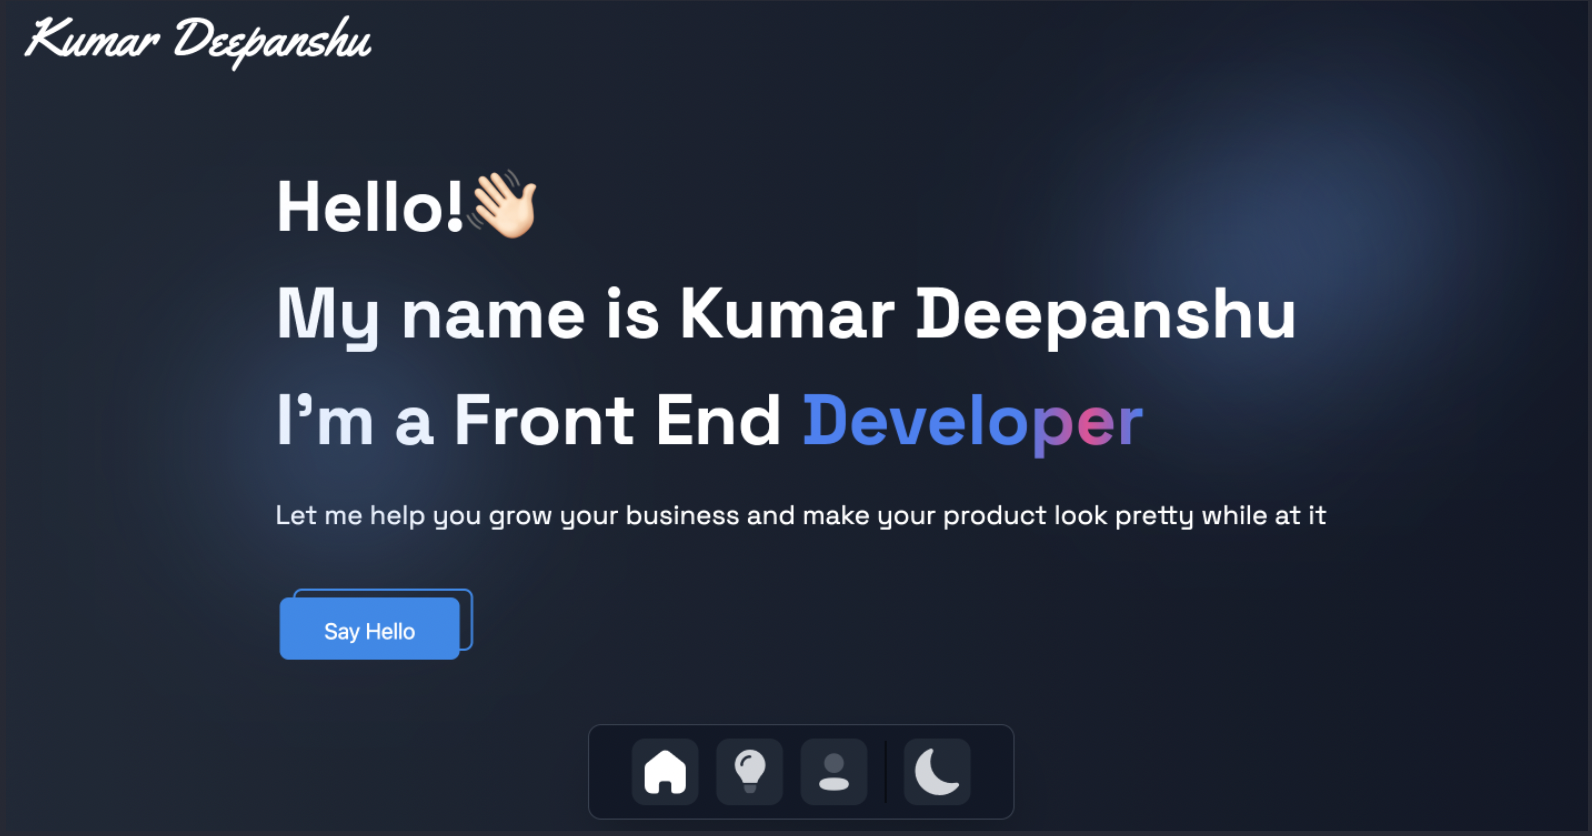 Kumar Deepanshu
Hello!👋🏻
My name is Kumar Deepanshu
I'm a Front End Developer
Let me help you grow your business and make your product look pretty while at it
Say Hello